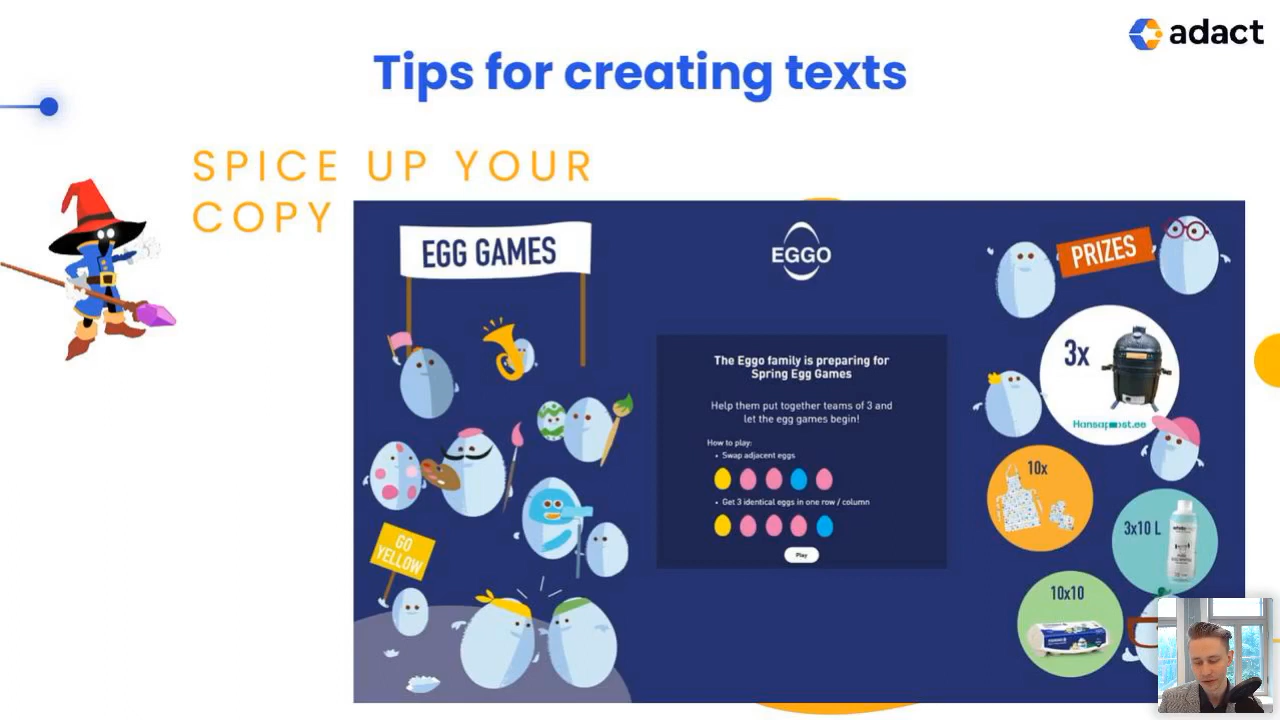 adact
Tips for creating texts
SPICE UP YOUR
COPY
EGG GAMES
EGGO
PRIZES
3x
The Eggo family is preparing for
Spring Egg Games
Help them put together teams of 3 and
let the egg games begin!
How to play:
• Swap adjacent eggs
• Get 3 identical eggs in one row / column
Play
10x
3x10 L
GO
YELLOW
10x10